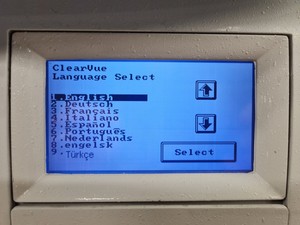 ClearVue
Language Select
1.English
2.Deutsch
3.Français
4.Italiano
5.Español
6.Português
7.Nederlands
8.engelsk
9.Türkçe
Select